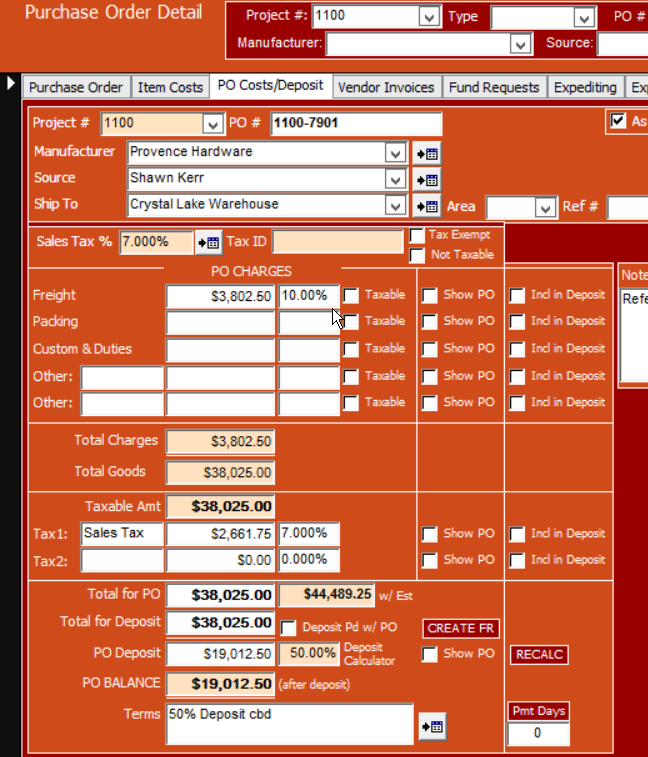 Purchase Order Detail
Project #: 1100 Type PO #
Manufacturer: Source:
Purchase Order Item Costs PO Costs/Deposit Vendor Invoices Fund Requests Expediting Ex
Project # 1100 PO # 1100-7901 As
Manufacturer Provence Hardware
Source Shawn Kerr
Ship To Crystal Lake Warehouse Area Ref #
Sales Tax % 7.000% Tax ID Tax Exempt
Not Taxable
PO CHARGES Note
Freight $3,802.50 10.00% Taxable Show PO Incl in Deposit Refe
Packing Taxable Show PO Incl in Deposit
Custom & Duties Taxable Show PO Incl in Deposit
Other: Taxable Show PO Incl in Deposit
Other: Taxable Show PO Incl in Deposit
Total Charges $3,802.50
Total Goods $38,025.00
Taxable Amt $38,025.00
Tax1: Sales Tax $2,661.75 7.000% Show PO Incl in Deposit
Tax2: $0.00 0.000% Show PO Incl in Deposit
Total for PO $38,025.00 $44,489.25 w/ Est
Total for Deposit $38,025.00 Deposit Pd w/ PO CREATE FR
PO Deposit $19,012.50 50.00% Deposit Calculator Show PO RECALC
PO BALANCE $19,012.50 (after deposit)
Terms 50% Deposit cbd Pmt Days
0